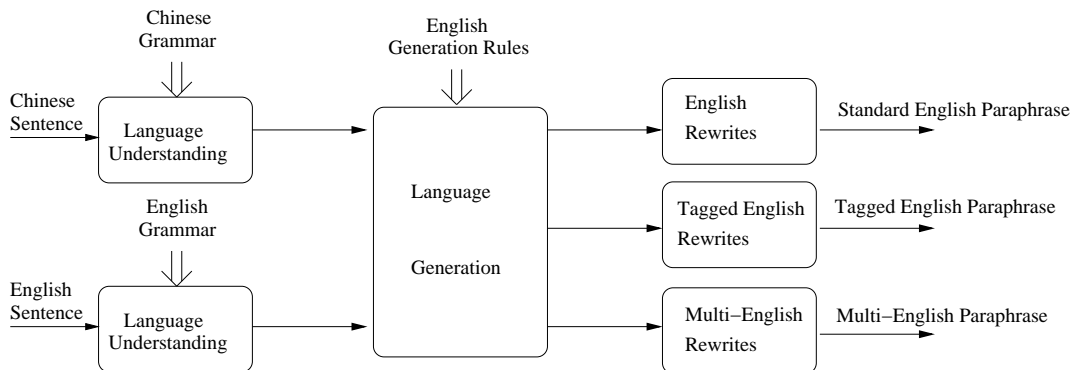 Chinese
Grammar
English
Generation Rules
Chinese
Sentence
Language
Understanding
English
Rewrites
Standard English Paraphrase
Language
Generation
English
Grammar
Tagged English
Rewrites
Tagged English Paraphrase
English
Sentence
Language
Understanding
Multi−English
Rewrites
Multi−English Paraphrase